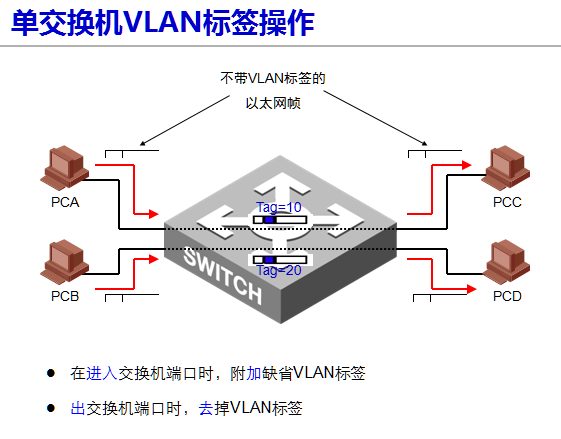 单交换机VLAN标签操作
不带VLAN标签的
以太网帧
PCA
PCC
Tag=10
SWITCH
Tag=20
PCB
PCD
● 在进入交换机端口时，附加缺省VLAN标签
● 出交换机端口时，去掉VLAN标签